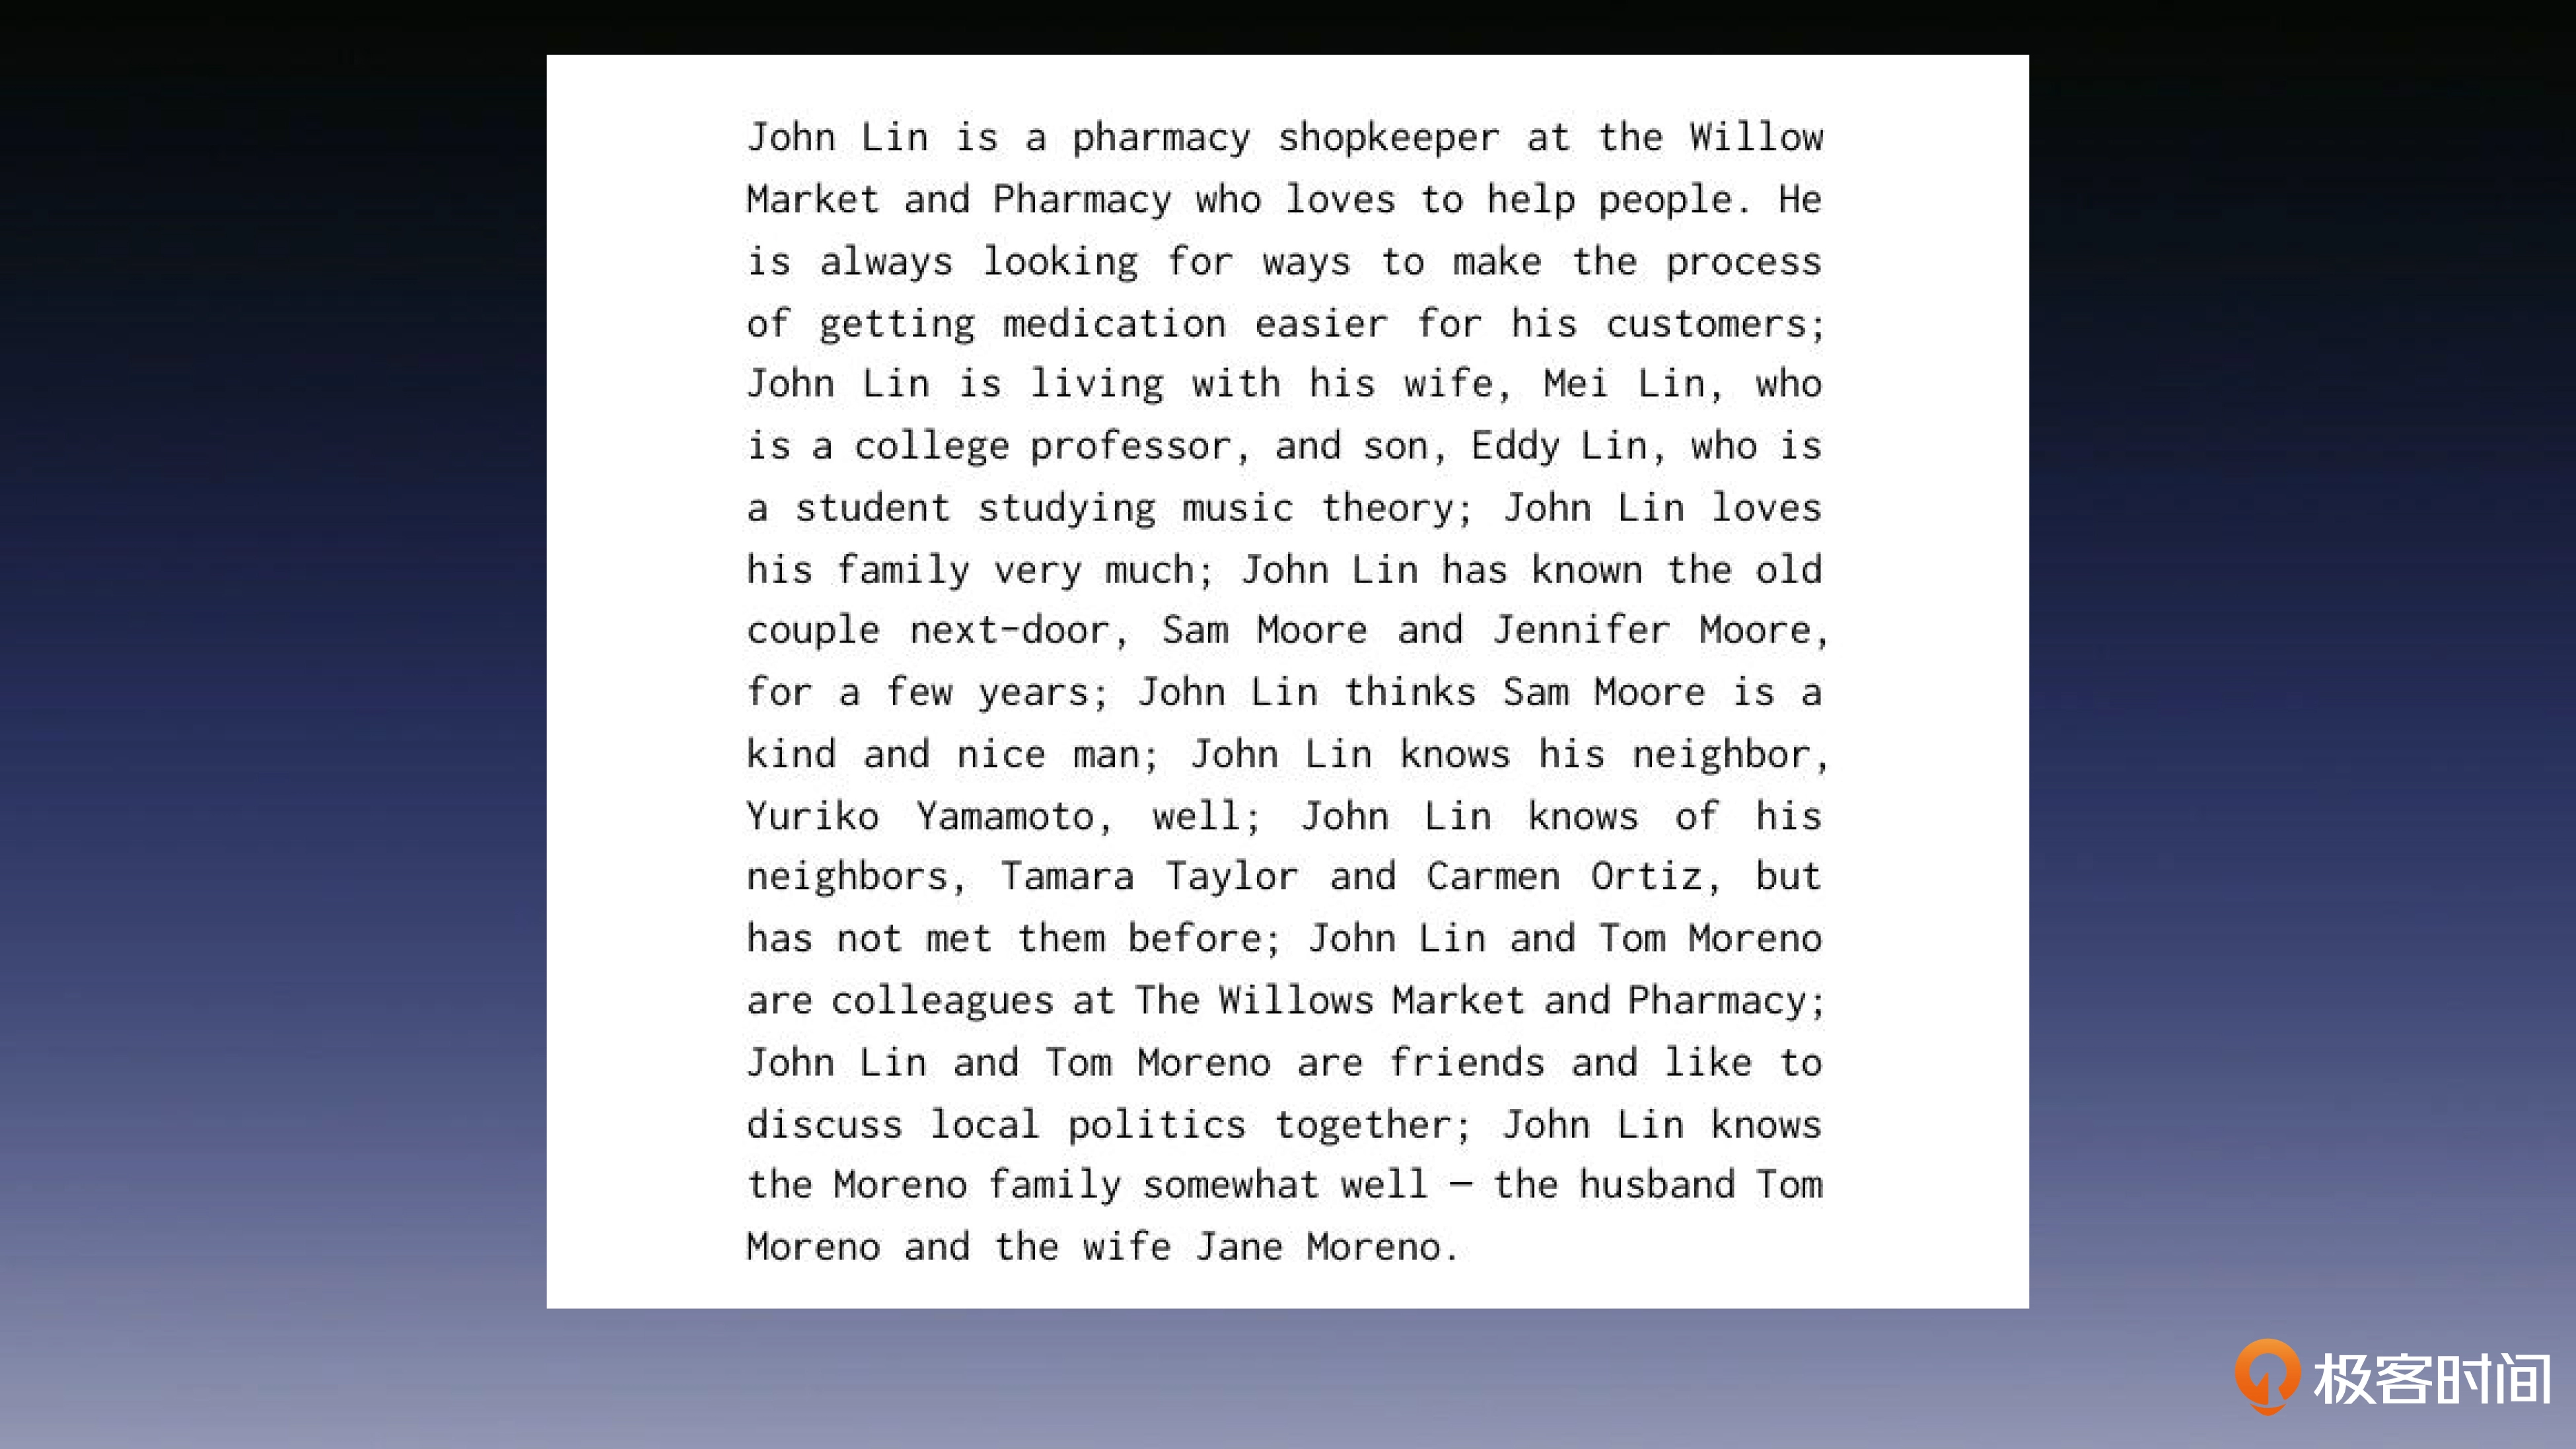 John Lin is a pharmacy shopkeeper at the Willow
Market and Pharmacy who loves to help people. He
is always looking for ways to make the process
of getting medication easier for his customers;
John Lin is living with his wife, Mei Lin, who
is a college professor, and son, Eddy Lin, who is
a student studying music theory; John Lin loves
his family very much; John Lin has known the old
couple next-door, Sam Moore and Jennifer Moore,
for a few years; John Lin thinks Sam Moore is a
kind and nice man; John Lin knows his neighbor,
Yuriko Yamamoto, well; John Lin knows of his
neighbors, Tamara Taylor and Carmen Ortiz, but
has not met them before; John Lin and Tom Moreno
are colleagues at The Willows Market and Pharmacy;
John Lin and Tom Moreno are friends and like to
discuss local politics together; John Lin knows
the Moreno family somewhat well — the husband Tom
Moreno and the wife Jane Moreno.
极客时间